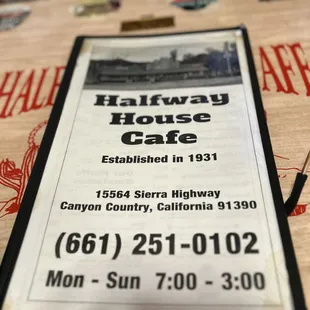 Halfway
House
Cafe
Established in 1931
15564 Sierra Highway
Canyon Country, California 91390
(661) 251-0102
Mon - Sun 7:00 - 3:00